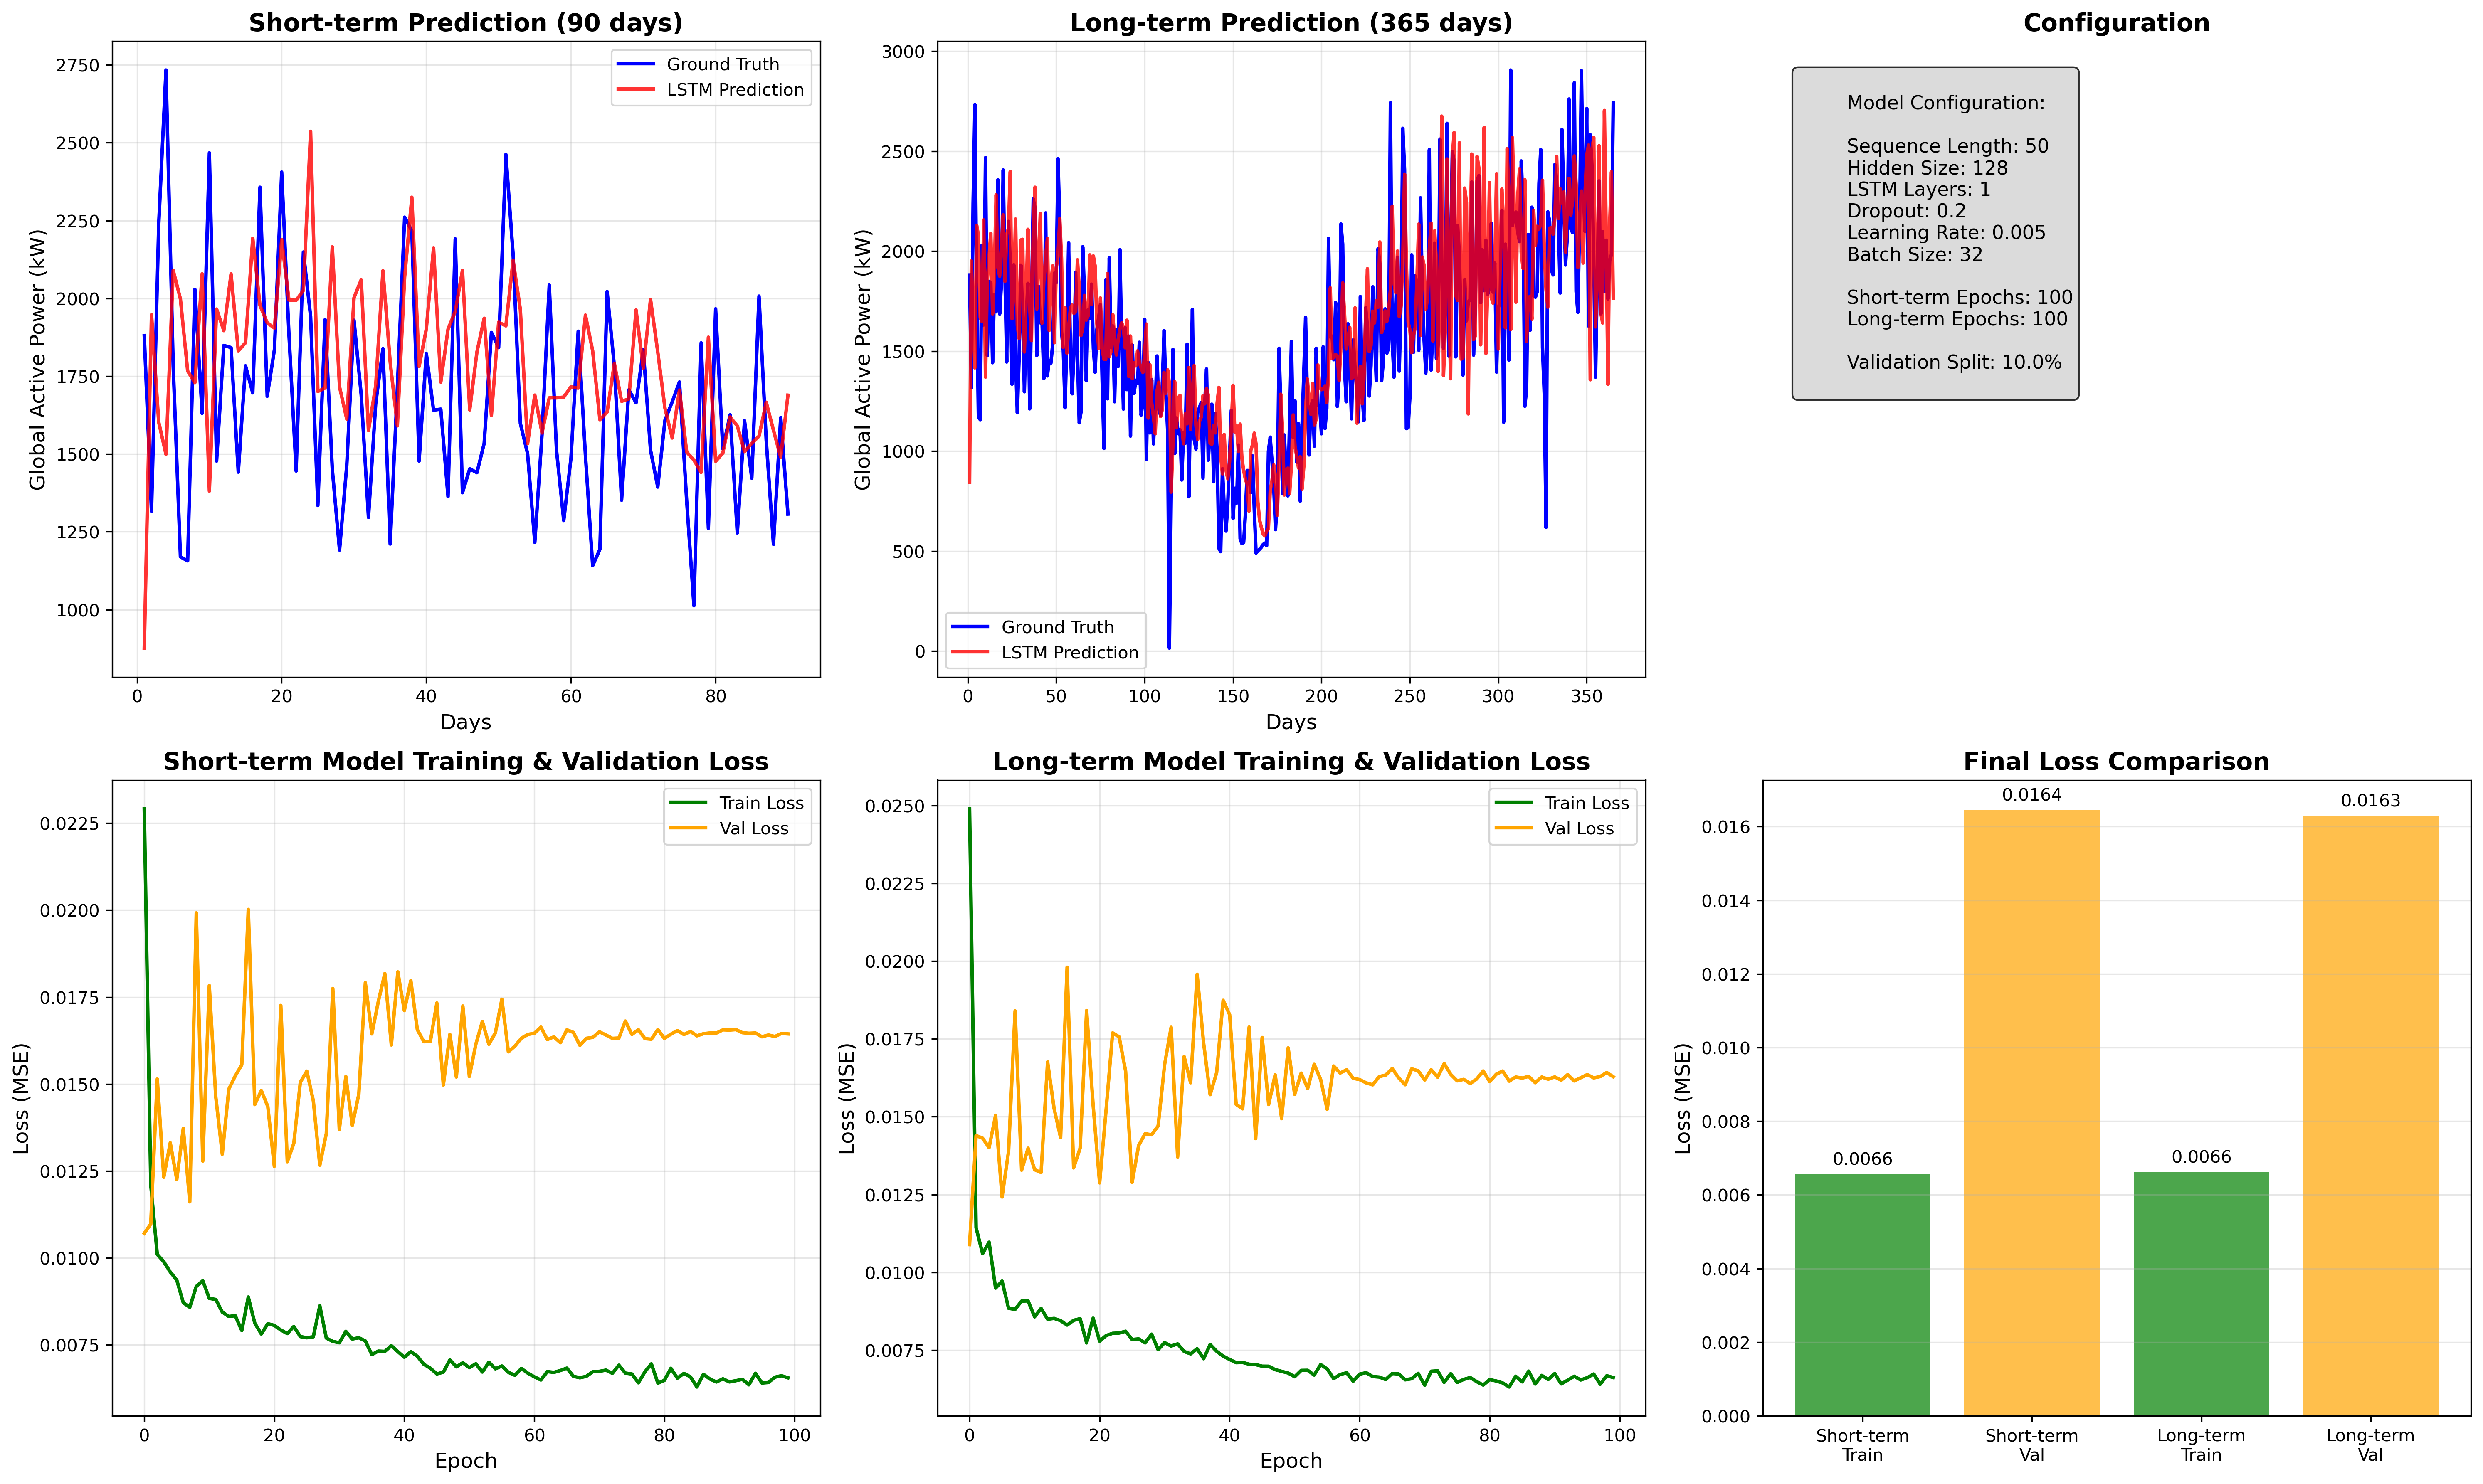 Short-term Prediction (90 days)
Global Active Power (kW)
2750
2500
2250
2000
1750
1500
1250
1000
0
20
40
60
80
Days
Ground Truth
LSTM Prediction
Long-term Prediction (365 days)
Global Active Power (kW)
3000
2500
2000
1500
1000
500
0
0
50
100
150
200
250
300
350
Days
Ground Truth
LSTM Prediction
Configuration
Model Configuration:
Sequence Length: 50
Hidden Size: 128
LSTM Layers: 1
Dropout: 0.2
Learning Rate: 0.005
Batch Size: 32
Short-term Epochs: 100
Long-term Epochs: 100
Validation Split: 10.0%
Short-term Model Training & Validation Loss
Loss (MSE)
0.0225
0.0200
0.0175
0.0150
0.0125
0.0100
0.0075
0
20
40
60
80
100
Epoch
Train Loss
Val Loss
Long-term Model Training & Validation Loss
Loss (MSE)
0.0250
0.0225
0.0200
0.0175
0.0150
0.0125
0.0100
0.0075
0
20
40
60
80
100
Epoch
Train Loss
Val Loss
Final Loss Comparison
Loss (MSE)
0.016
0.014
0.012
0.010
0.008
0.006
0.004
0.002
0.000
0.0066
0.0164
0.0066
0.0163
Short-term
Train
Short-term
Val
Long-term
Train
Long-term
Val